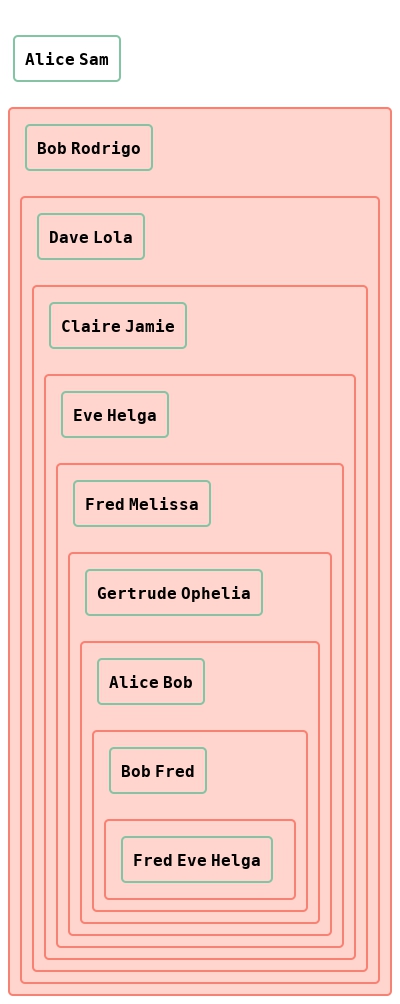 Alice Sam
Bob Rodrigo
Dave Lola
Claire Jamie
Eve Helga
Fred Melissa
Gertrude Ophelia
Alice Bob
Bob Fred
Fred Eve Helga